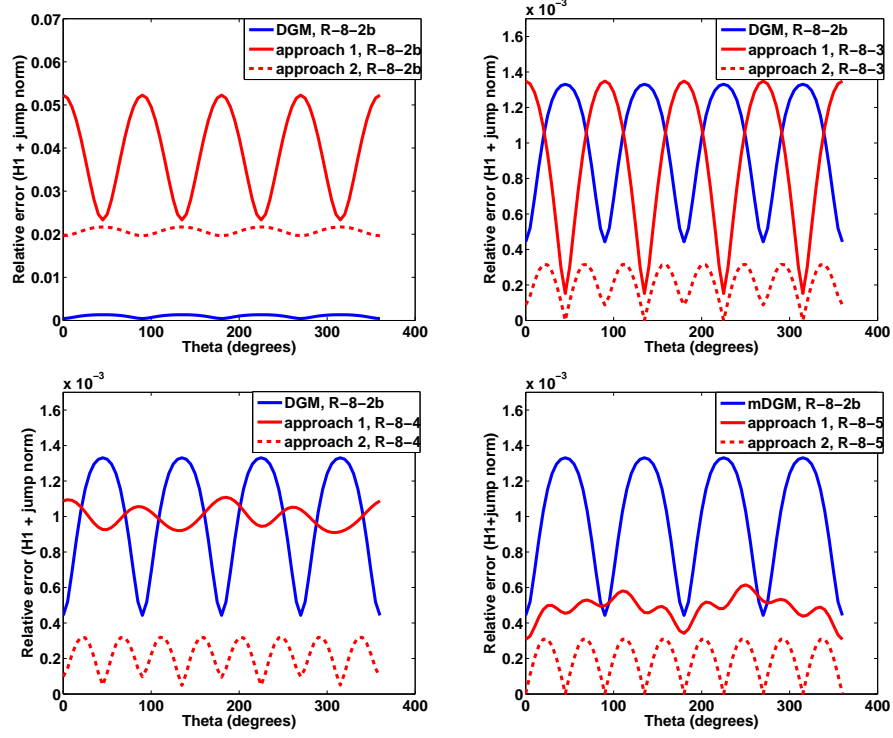 0.07
0.06
0.05
0.04
0.03
0.02
0.01
0
0
100
200
300
400
Theta (degrees)
Relative error (H1 + jump norm)
DGM, R−8−2b
approach 1, R−8−2b
approach 2, R−8−2b
x 10−3
1.6
1.4
1.2
1
0.8
0.6
0.4
0.2
0
0
100
200
300
400
Theta (degrees)
Relative error (H1 + jump norm)
DGM, R−8−2b
approach 1, R−8−3
approach 2, R−8−3
x 10−3
1.6
1.4
1.2
1
0.8
0.6
0.4
0.2
0
0
100
200
300
400
Theta (degrees)
Relative error (H1 + jump norm)
DGM, R−8−2b
approach 1, R−8−4
approach 2, R−8−4
x 10−3
1.6
1.4
1.2
1
0.8
0.6
0.4
0.2
0
0
100
200
300
400
Theta (degrees)
Relative error (H1+jump norm)
mDGM, R−8−2b
approach 1, R−8−5
approach 2, R−8−5